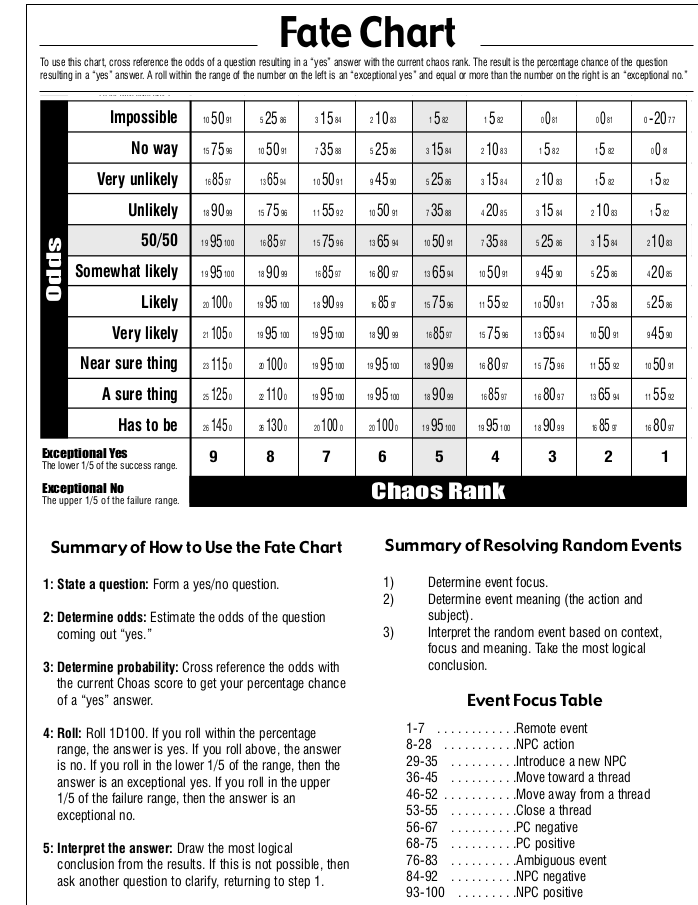 Fate Chart
To use this chart, cross reference the odds of a question resulting in a “yes” answer with the current chaos rank. The result is the percentage chance of the question
resulting in a “yes” answer. A roll within the range of the number on the left is an “exceptional yes” and equal or more than the number on the right is an “exceptional no.”
Odds
Impossible 10 50 91 5 25 86 3 15 84 2 10 83 1 5 82 1 5 82 0 0 81 0 0 81 0 -20 77
No way 15 75 96 10 50 91 7 35 88 5 25 86 3 15 84 2 10 83 1 5 82 1 5 82 0 0 81
Very unlikely 16 85 97 13 65 94 10 50 91 9 45 90 5 25 86 3 15 84 2 10 83 1 5 82 1 5 82
Unlikely 18 90 99 15 75 96 11 55 92 10 50 91 7 35 88 4 20 85 3 15 84 2 10 83 1 5 82
50/50 19 95 100 16 85 97 15 75 96 13 65 94 10 50 91 7 35 88 5 25 86 3 15 84 2 10 83
Somewhat likely 19 95 100 18 90 99 16 85 97 16 80 97 13 65 94 10 50 91 9 45 90 5 25 86 4 20 85
Likely 20 100 0 19 95 100 18 90 99 16 85 97 15 75 96 11 55 92 10 50 91 7 35 88 5 25 86
Very likely 21 105 0 19 95 100 19 95 100 18 90 99 16 85 97 15 75 96 13 65 94 10 50 91 9 45 90
Near sure thing 23 115 0 20 100 0 19 95 100 19 95 100 18 90 99 16 80 97 15 75 96 11 55 92 10 50 91
A sure thing 25 125 0 22 110 0 19 95 100 19 95 100 18 90 99 16 85 97 16 80 97 13 65 94 11 55 92
Has to be 26 145 0 26 130 0 20 100 0 20 100 0 19 95 100 19 95 100 18 90 99 16 85 97 16 80 97
Exceptional Yes
The lower 1/5 of the success range.
9 8 7 6 5 4 3 2 1
Exceptional No
The upper 1/5 of the failure range.
Chaos Rank
Summary of How to Use the Fate Chart
1: State a question: Form a yes/no question.
2: Determine odds: Estimate the odds of the question
coming out “yes.”
3: Determine probability: Cross reference the odds with
the current Choas score to get your percentage chance
of a “yes” answer.
4: Roll: Roll 1D100. If you roll within the percentage
range, the answer is yes. If you roll above, the answer
is no. If you roll in the lower 1/5 of the range, then the
answer is an exceptional yes. If you roll in the upper
1/5 of the failure range, then the answer is an
exceptional no.
5: Interpret the answer: Draw the most logical
conclusion from the results. If this is not possible, then
ask another question to clarify, returning to step 1.
Summary of Resolving Random Events
1) Determine event focus.
2) Determine event meaning (the action and
subject).
3) Interpret the random event based on context,
focus and meaning. Take the most logical
conclusion.
Event Focus Table
1-7 . . . . . . . . . . . .Remote event
8-28 . . . . . . . . . . .NPC action
29-35 . . . . . . . . . .Introduce a new NPC
36-45 . . . . . . . . . .Move toward a thread
46-52 . . . . . . . . . . .Move away from a thread
53-55 . . . . . . . . . .Close a thread
56-67 . . . . . . . . . .PC negative
68-75 . . . . . . . . . .PC positive
76-83 . . . . . . . . . .Ambiguous event
84-92 . . . . . . . . . . .NPC negative
93-100 . . . . . . . . .NPC positive